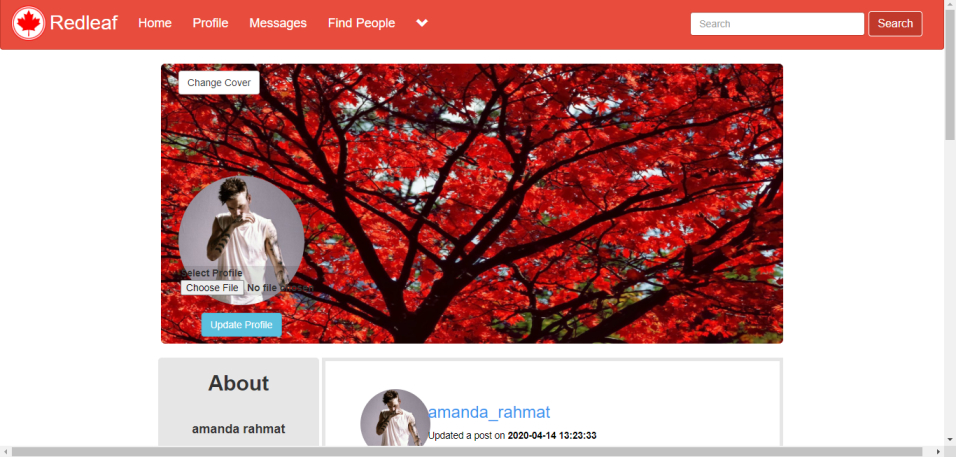 Redleaf Home Profile Messages Find People Search Search
Change Cover
Select Profile
Choose File No file chosen
Update Profile
About
amanda rahmat
amanda_rahmat
Updated a post on 2020-04-14 13:23:33